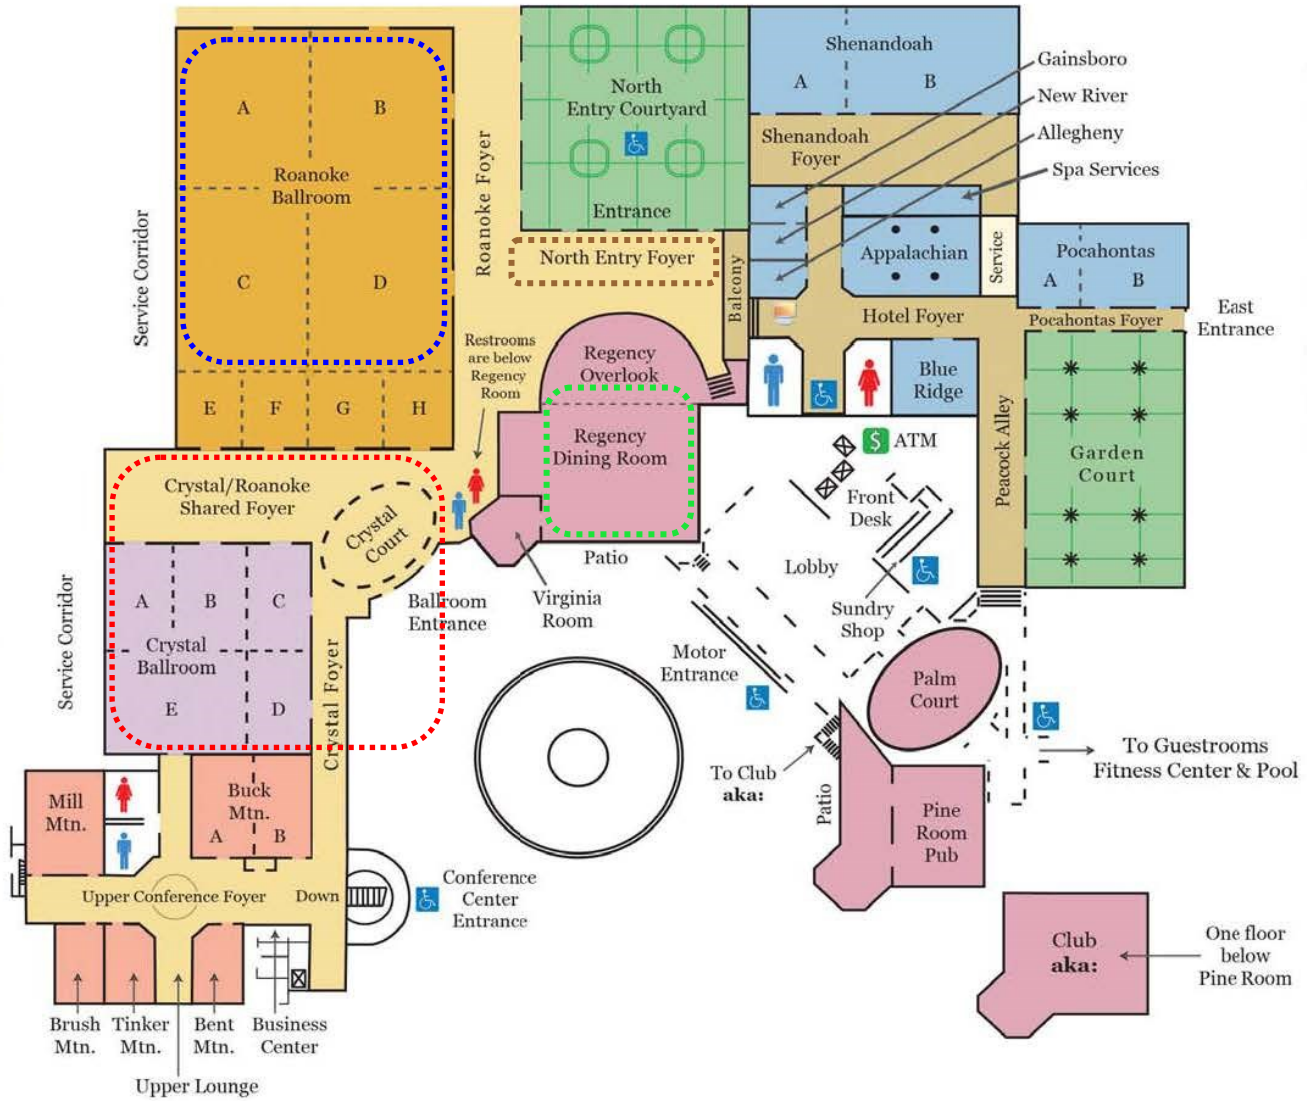 Shenandoah
A
B
Gainsboro
New River
Allegheny
Spa Services
Shenandoah
Foyer
North
Entry Courtyard
Entrance
A
B
Roanoke
Ballroom
C
D
E
F
G
H
Service Corridor
Roanoke Foyer
North Entry Foyer
Balcony
Appalachian
Service
Pocahontas
A
B
Hotel Foyer
Pocahontas Foyer
East
Entrance
Restrooms
are below
Regency
Room
Regency
Overlook
Regency
Dining Room
Blue
Ridge
Peacock Alley
Garden
Court
$
ATM
Front
Desk
Lobby
Sundry
Shop
Crystal/Roanoke
Shared Foyer
Crystal
Court
Patio
Virginia
Room
Ballroom
Entrance
Service Corridor
A
B
C
Crystal
Ballroom
E
D
Crystal Foyer
Motor
Entrance
Palm
Court
To Club
aka:
Patio
Pine
Room
Pub
To Guestrooms
Fitness Center & Pool
Mill
Mtn.
Buck
Mtn.
A
B
Upper Conference Foyer
Down
Conference
Center
Entrance
Club
aka:
One floor
below
Pine Room
Brush
Mtn.
Tinker
Mtn.
Bent
Mtn.
Business
Center
Upper Lounge